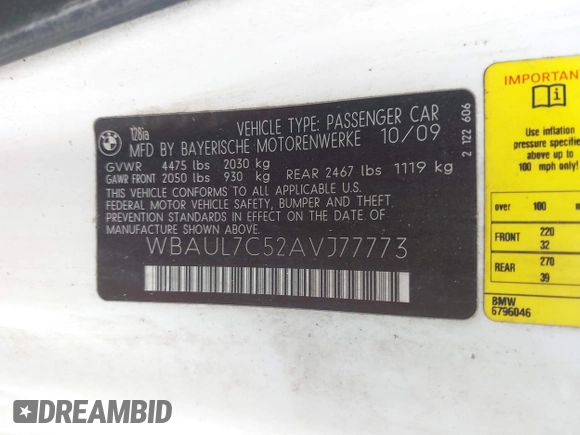 BMW
128ia
VEHICLE TYPE: PASSENGER CAR
MFD BY BAYERISCHE MOTORENWERKE 10/09
GVWR 4475 lbs 2030 kg
GAWR FRONT 2050 lbs 930 kg REAR 2467 lbs 1119 kg
THIS VEHICLE CONFORMS TO ALL APPLICABLE U.S.
FEDERAL MOTOR VEHICLE SAFETY, BUMPER AND THEFT
PREVENTION STANDARDS IN EFFECT ON THE DATE OF
MANUFACTURE SHOWN ABOVE.
WBAUL7C52AVJ77773
2 122 606
IMPORTAN
Use inflation
pressure specified
above up to
100 mph only!
over 100 m
FRONT 220
32
REAR 270
39
BMW
6796046
DREAMBID